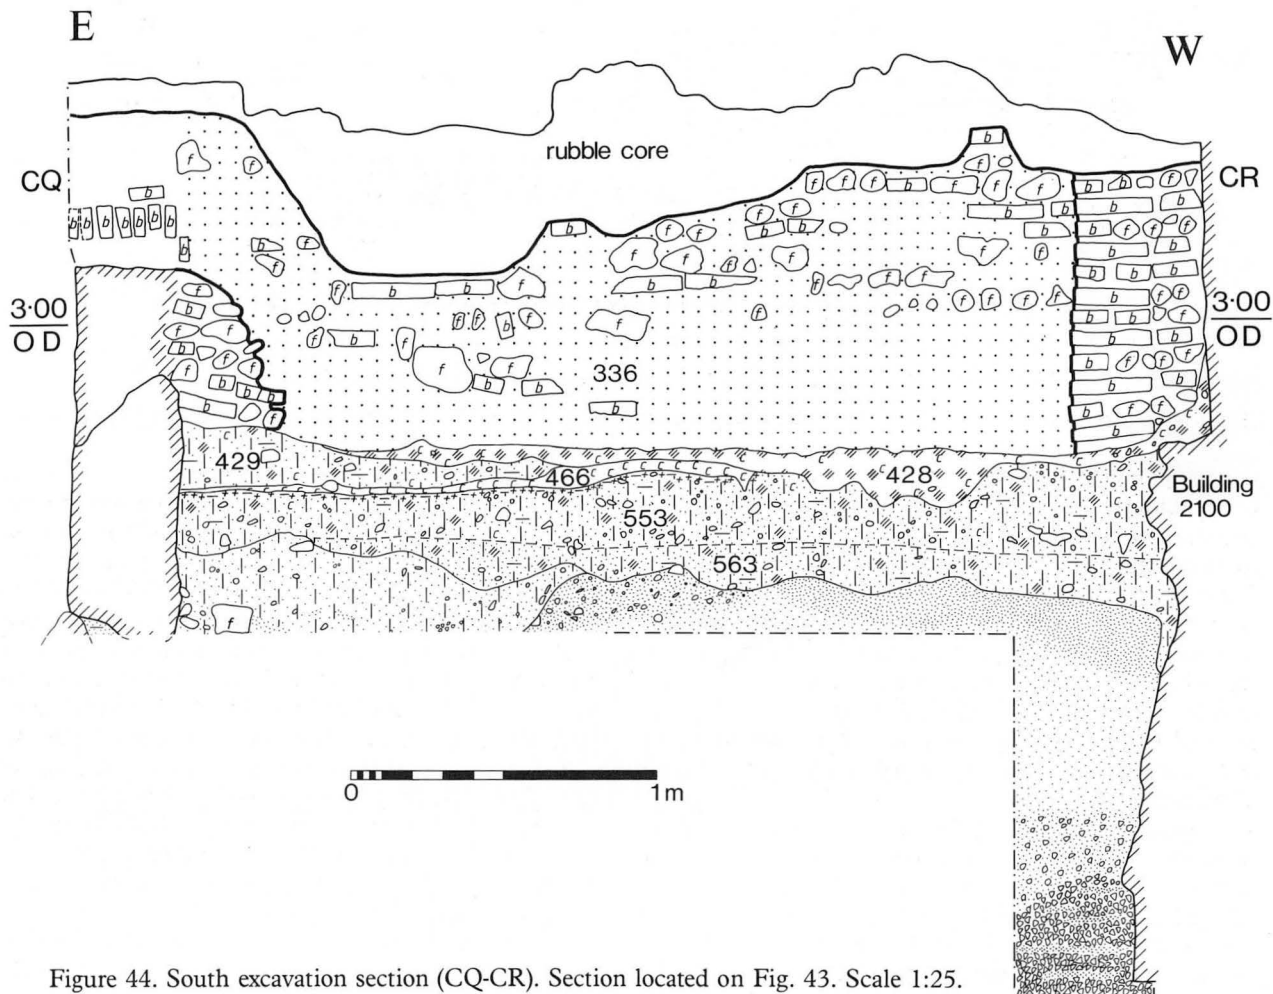 E
W
rubble core
CQ
CR
3·00
OD
3·00
OD
336
429
466
428
Building
2100
553
563
0 1m
Figure 44. South excavation section (CQ-CR). Section located on Fig. 43. Scale 1:25.